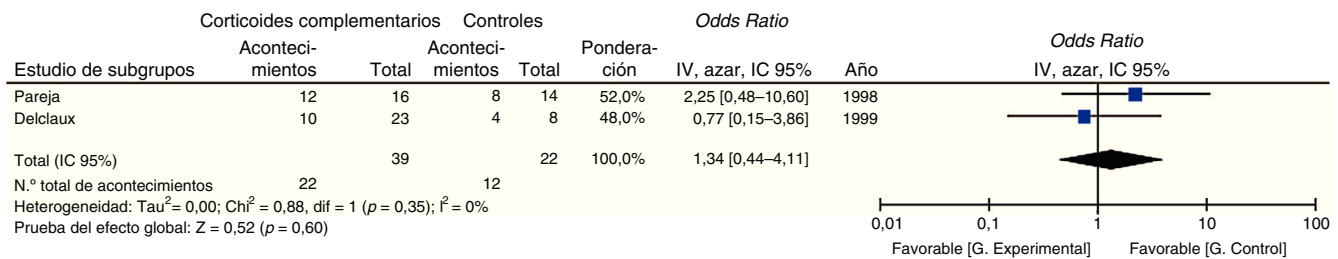 Corticoides complementarios Controles Odds Ratio
Odds Ratio
Aconteci- Aconteci- Pondera-
Estudio de subgrupos mientos Total mientos Total ción IV, azar, IC 95% Año IV, azar, IC 95%
Pareja 12 16 8 14 52,0% 2,25 [0,48–10,60] 1998
Delclaux 10 23 4 8 48,0% 0,77 [0,15–3,86] 1999
Total (IC 95%) 39 22 100,0% 1,34 [0,44–4,11]
N.º total de acontecimientos 22 12
Heterogeneidad: Tau²= 0,00; Chi² = 0,88, dif = 1 (p = 0,35); I² = 0%
Prueba del efecto global: Z = 0,52 (p = 0,60)
0,01 0,1 1 10 100
Favorable [G. Experimental] Favorable [G. Control]